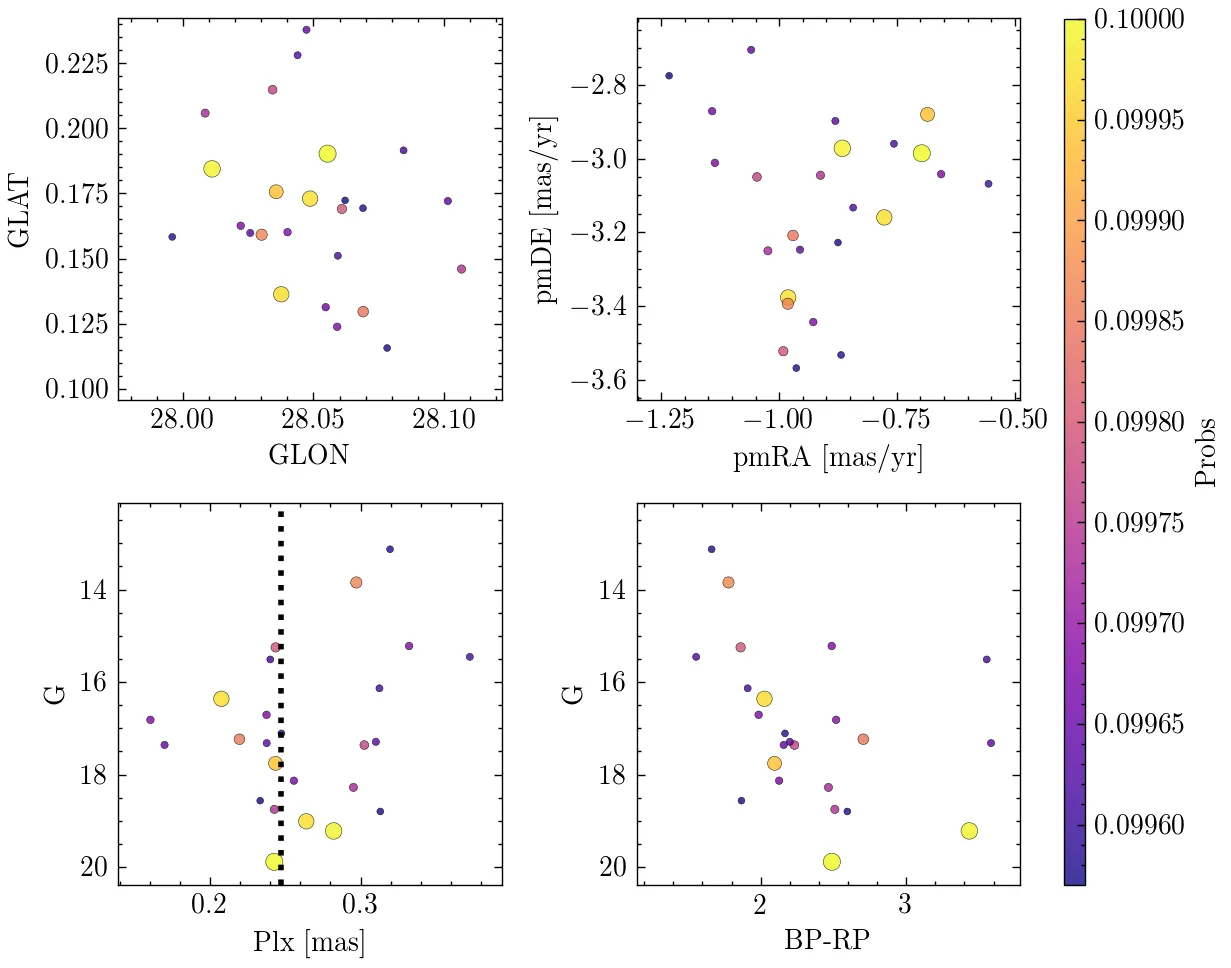 0.225
0.200
0.175
0.150
0.125
0.100
GLAT
28.00 28.05 28.10
GLON
−2.8
−3.0
−3.2
−3.4
−3.6
pmDE [mas/yr]
−1.25 −1.00 −0.75 −0.50
pmRA [mas/yr]
14
16
18
20
G
0.2 0.3
Plx [mas]
14
16
18
20
G
2 3
BP-RP
0.10000
0.09995
0.09990
0.09985
0.09980
0.09975
0.09970
0.09965
0.09960
Probs